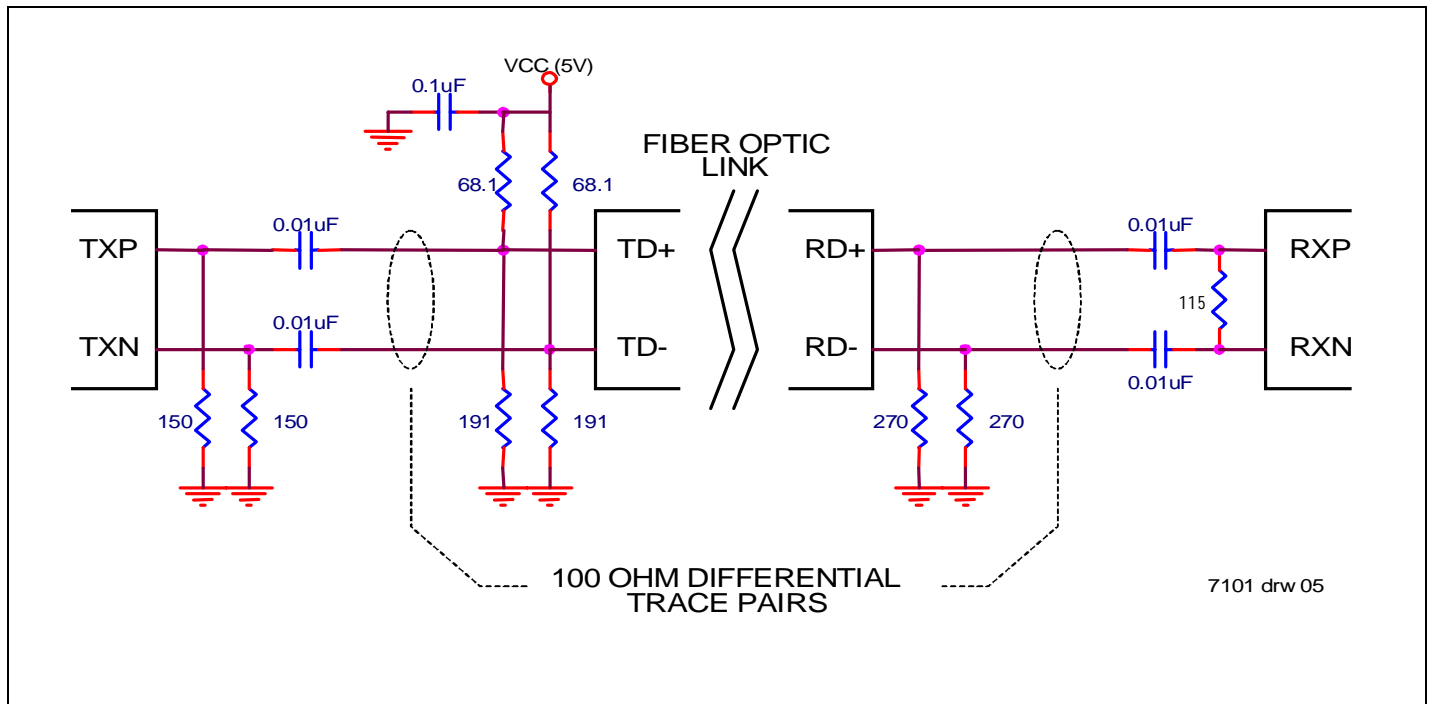 VCC (5V)
0.1uF
FIBER OPTIC
LINK
68.1
68.1
0.01uF
0.01uF
TXP
TD+
RD+
RXP
115
0.01uF
TXN
TD-
RD-
RXN
0.01uF
150
150
191
191
270
270
100 OHM DIFFERENTIAL
TRACE PAIRS
7101 drw 05